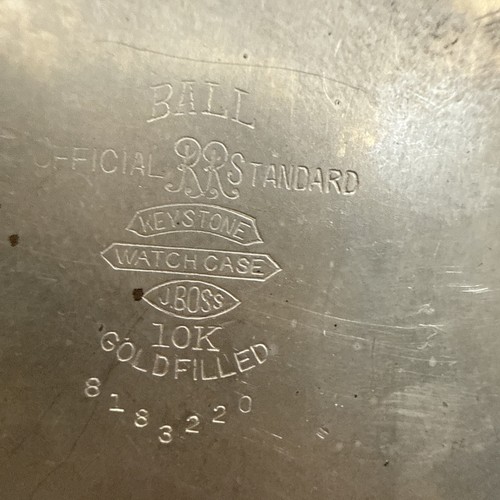 BALL
OFFICIAL RR STANDARD
KEYSTONE
WATCH CASE
J.BOSS
10K
GOLD FILLED
8183220